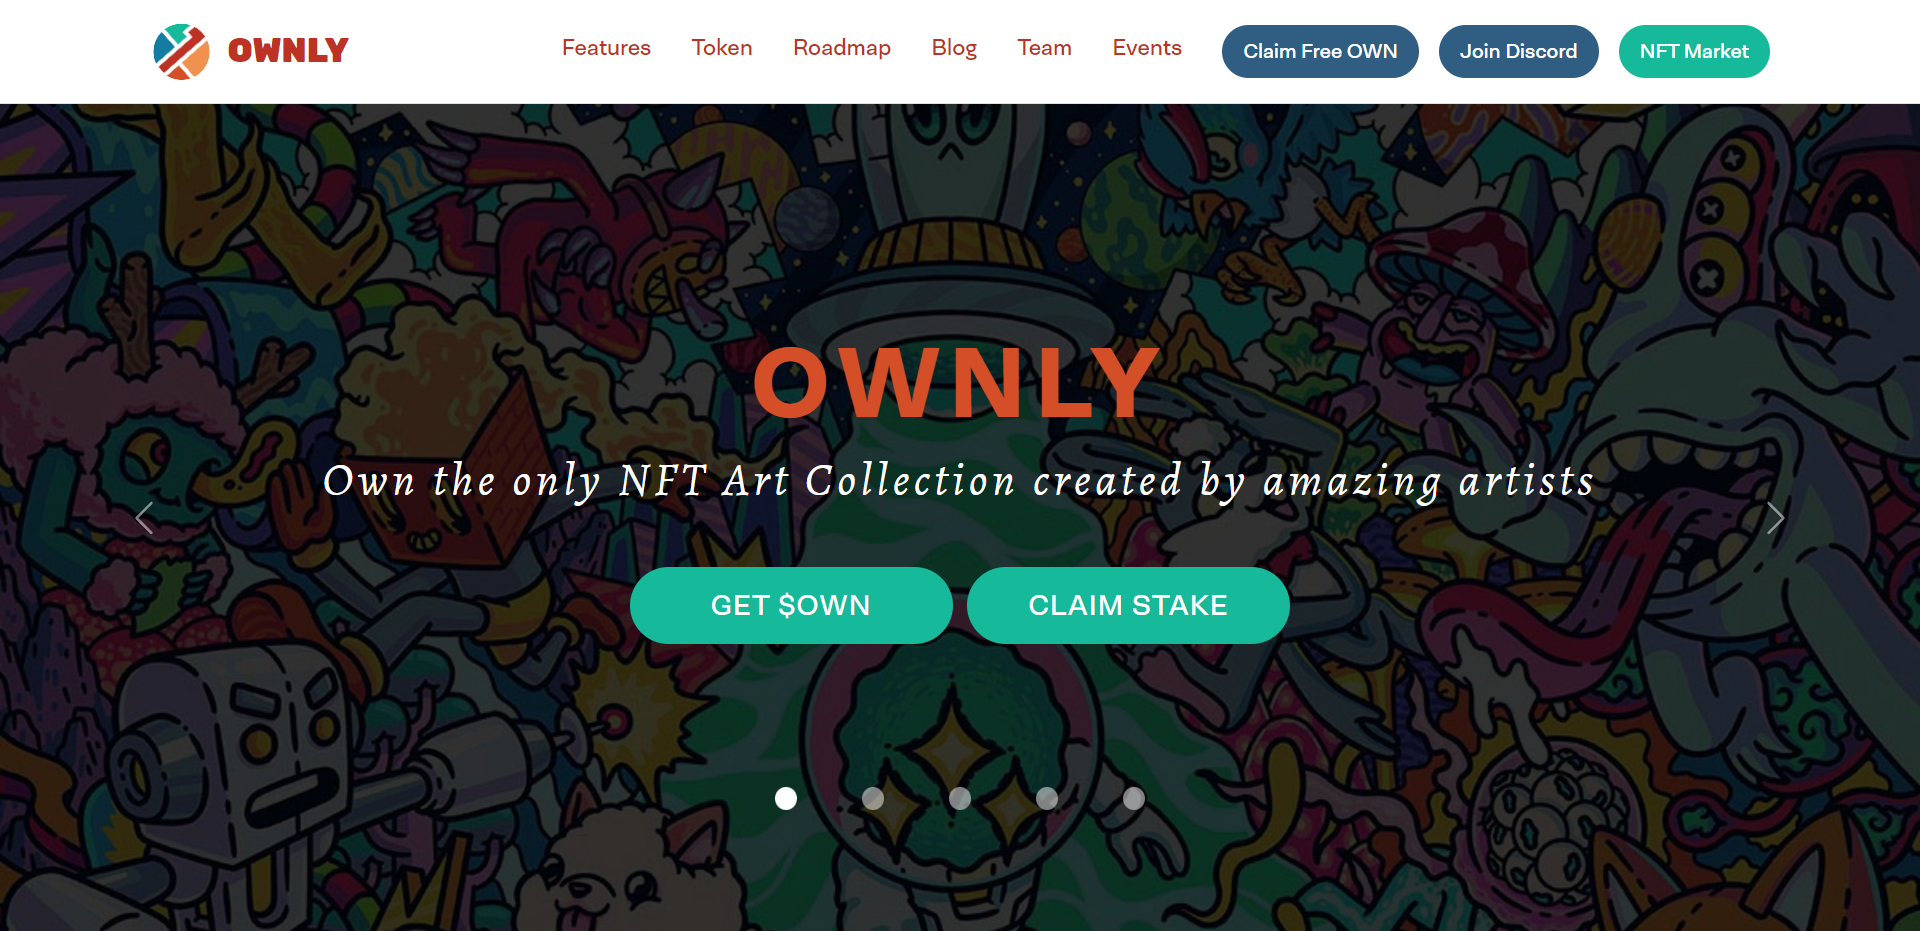 OWNLY
Features Token Roadmap Blog Team Events Claim Free OWN Join Discord NFT Market
OWNLY
Own the only NFT Art Collection created by amazing artists
GET $OWN CLAIM STAKE